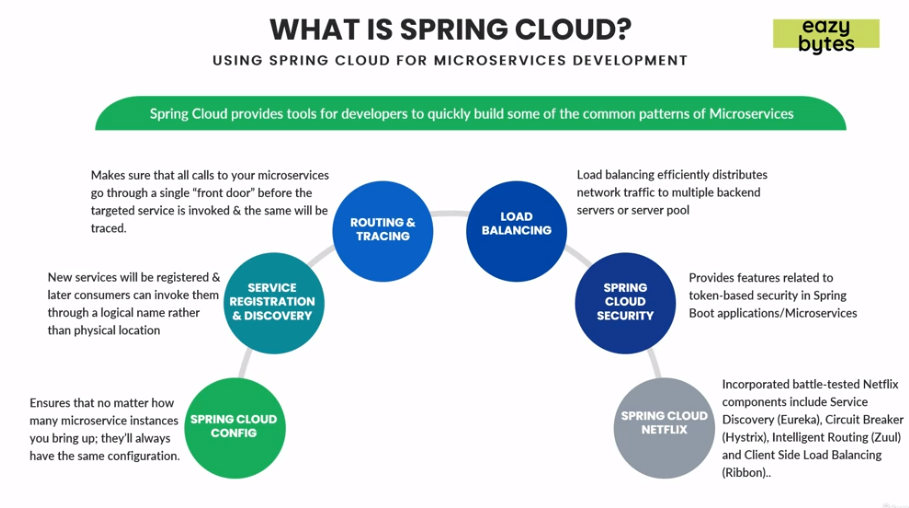 WHAT IS SPRING CLOUD?
eazy
bytes
USING SPRING CLOUD FOR MICROSERVICES DEVELOPMENT
Spring Cloud provides tools for developers to quickly build some of the common patterns of Microservices
Makes sure that all calls to your microservices
go through a single “front door” before the
targeted service is invoked & the same will be
traced.
ROUTING &
TRACING
LOAD
BALANCING
Load balancing efficiently distributes
network traffic to multiple backend
servers or server pool
New services will be registered &
later consumers can invoke them
through a logical name rather
than physical location
SERVICE
REGISTRATION
& DISCOVERY
SPRING
CLOUD
SECURITY
Provides features related to
token-based security in Spring
Boot applications/Microservices
Ensures that no matter how
many microservice instances
you bring up; they’ll always
have the same configuration.
SPRING CLOUD
CONFIG
SPRING CLOUD
NETFLIX
Incorporated battle-tested Netflix
components include Service
Discovery (Eureka), Circuit Breaker
(Hystrix), Intelligent Routing (Zuul)
and Client Side Load Balancing
(Ribbon)..